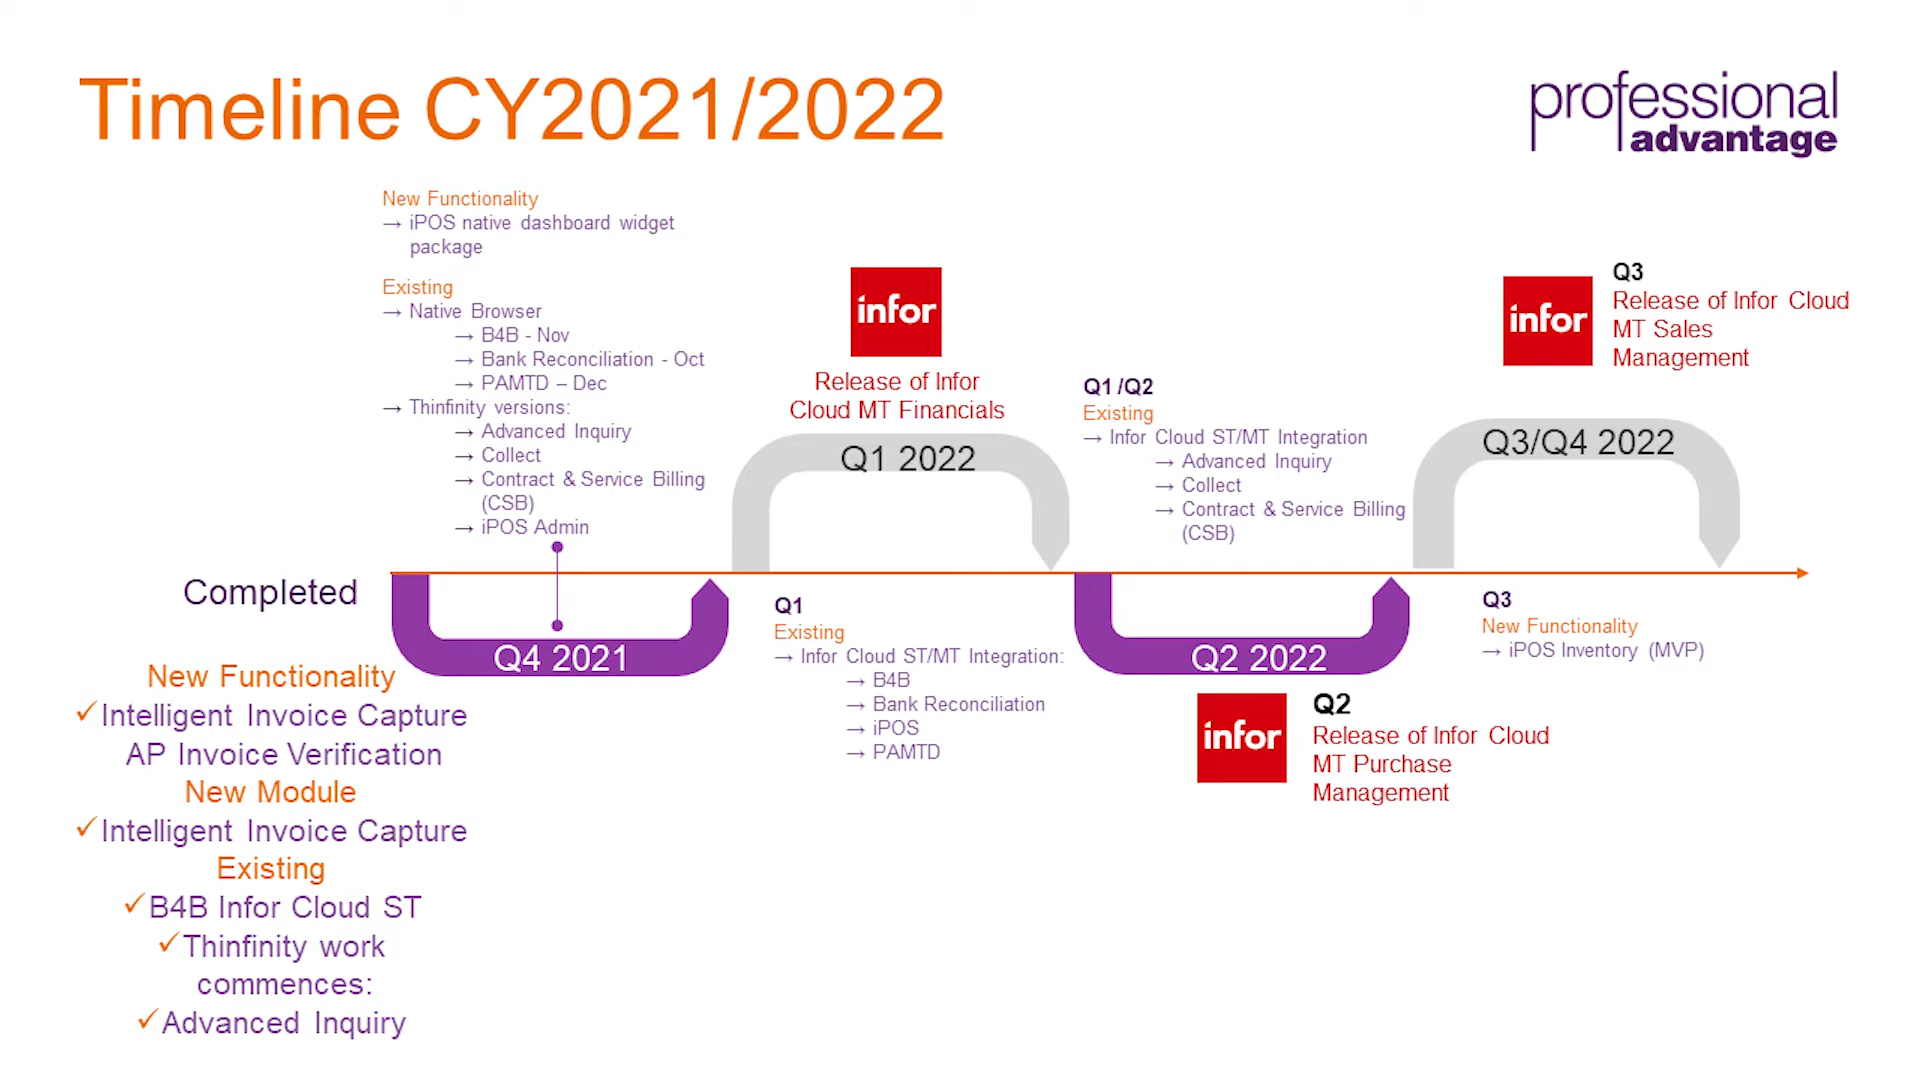 Timeline CY2021/2022
professional
advantage
New Functionality
→ iPOS native dashboard widget
package
Existing
→ Native Browser
→ B4B - Nov
→ Bank Reconciliation - Oct
→ PAMTD – Dec
→ Thinfinity versions:
→ Advanced Inquiry
→ Collect
→ Contract & Service Billing
(CSB)
→ iPOS Admin
infor
Release of Infor
Cloud MT Financials
Q1 2022
Q1 /Q2
Existing
→ Infor Cloud ST/MT Integration
→ Advanced Inquiry
→ Collect
→ Contract & Service Billing
(CSB)
infor
Q3
Release of Infor Cloud
MT Sales
Management
Q3/Q4 2022
Completed
Q4 2021
New Functionality
✓Intelligent Invoice Capture
AP Invoice Verification
New Module
✓Intelligent Invoice Capture
Existing
✓B4B Infor Cloud ST
✓Thinfinity work
commences:
✓Advanced Inquiry
Q1
Existing
→ Infor Cloud ST/MT Integration:
→ B4B
→ Bank Reconciliation
→ iPOS
→ PAMTD
Q2 2022
infor
Q2
Release of Infor Cloud
MT Purchase
Management
Q3
New Functionality
→ iPOS Inventory (MVP)